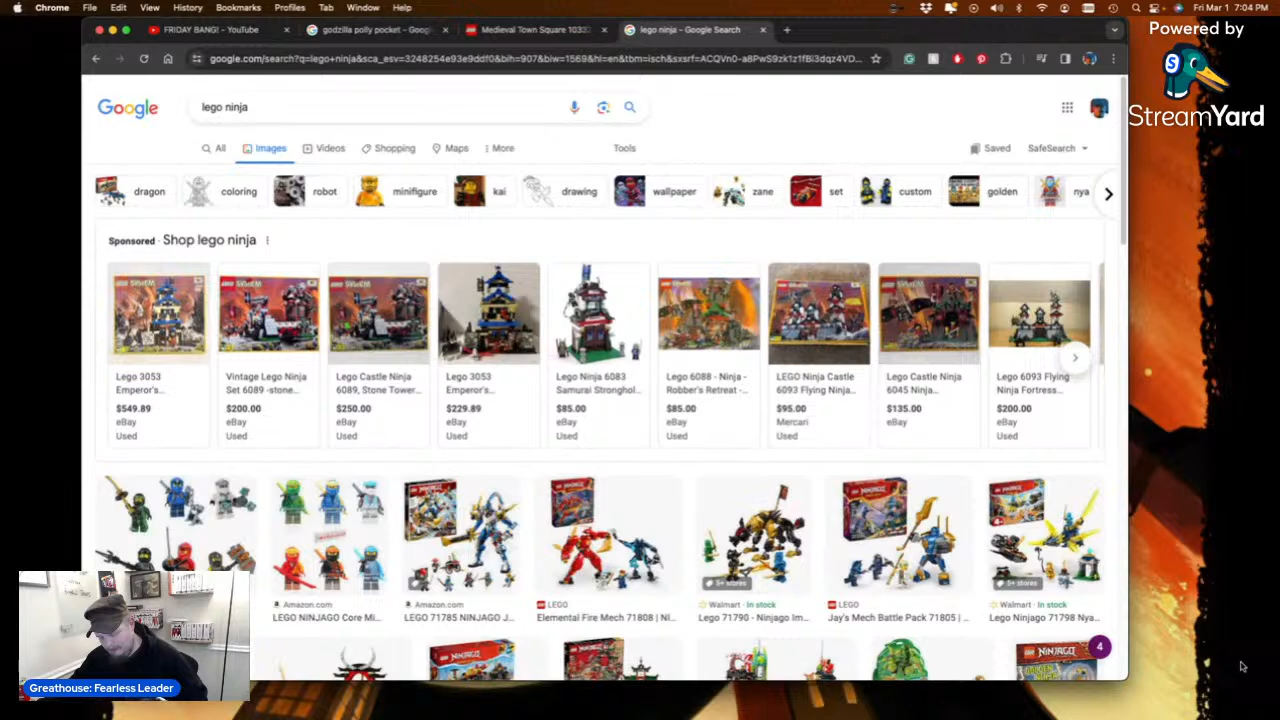 Chrome File Edit View History Bookmarks Profiles Tab Window Help
Fri Mar 1 7:04 PM
Powered by
StreamYard
FRIDAY BANG! - YouTube
godzilla polly pocket - Goog
Medieval Town Square 1033
lego ninja - Google Search
Google
lego ninja
All Images Videos Shopping Maps More Tools Saved SafeSearch
dragon coloring robot minifigure kai drawing wallpaper zane set custom golden nya
Sponsored · Shop lego ninja
Lego 3053 Emperor's...
$549.89
eBay
Used
Vintage Lego Ninja Set 6089 -stone...
$200.00
eBay
Used
Lego Castle Ninja 6089, Stone Tower...
$250.00
eBay
Used
Lego 3053 Emperor's...
$229.89
eBay
Used
Lego Ninja 6083 Samurai Stronghol...
$85.00
eBay
Used
Lego 6088 - Ninja - Robber's Retreat -...
$85.00
eBay
Used
LEGO Ninja Castle 6093 Flying Ninja...
$95.00
Mercari
Used
Lego Castle Ninja 6045 Ninja...
$135.00
eBay
Lego 6093 Flying Ninja Fortress...
$200.00
eBay
Used
Amazon.com
LEGO NINJAGO Core Mi...
Amazon.com
LEGO 71785 NINJAGO J...
LEGO
Elemental Fire Mech 71808 | NI...
5+ stores
Walmart · In stock
Lego 71790 - Ninjago Im...
LEGO
Jay's Mech Battle Pack 71805 | ...
5+ stores
Walmart · In stock
Lego Ninjago 71798 Nya...
4
Greathouse: Fearless Leader